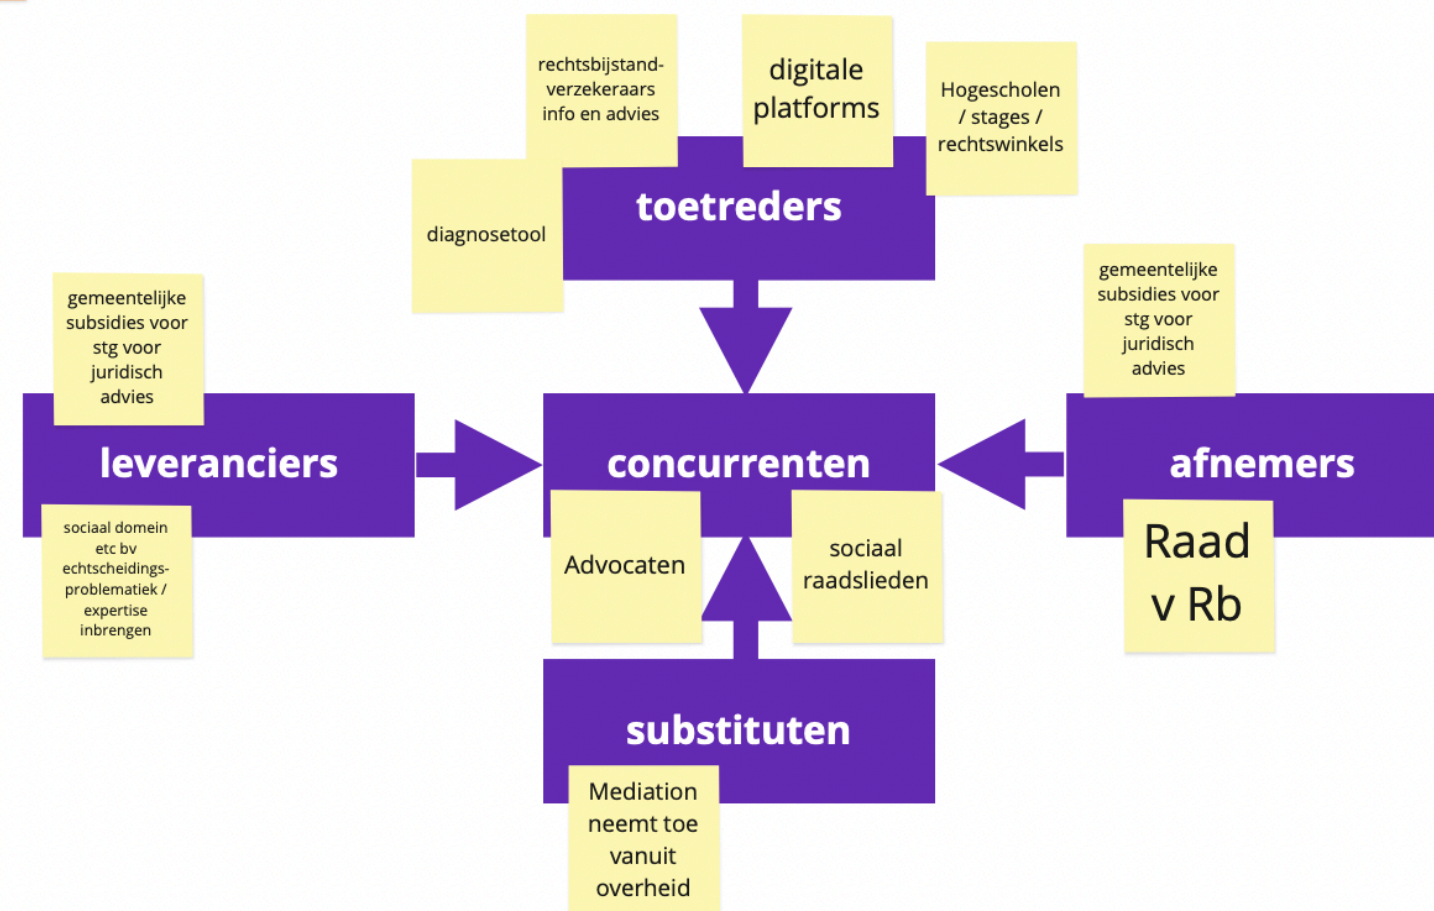 rechtsbijstand-
verzekeraars
info en advies
digitale
platforms
Hogescholen
/ stages /
rechtswinkels
diagnosetool
toetreders
gemeentelijke
subsidies voor
stg voor
juridisch
advies
leveranciers
sociaal domein
etc bv
echtscheidings-
problematiek /
expertise
inbrengen
concurrenten
Advocaten
sociaal
raadslieden
gemeentelijke
subsidies voor
stg voor
juridisch
advies
afnemers
Raad
v Rb
substituten
Mediation
neemt toe
vanuit
overheid